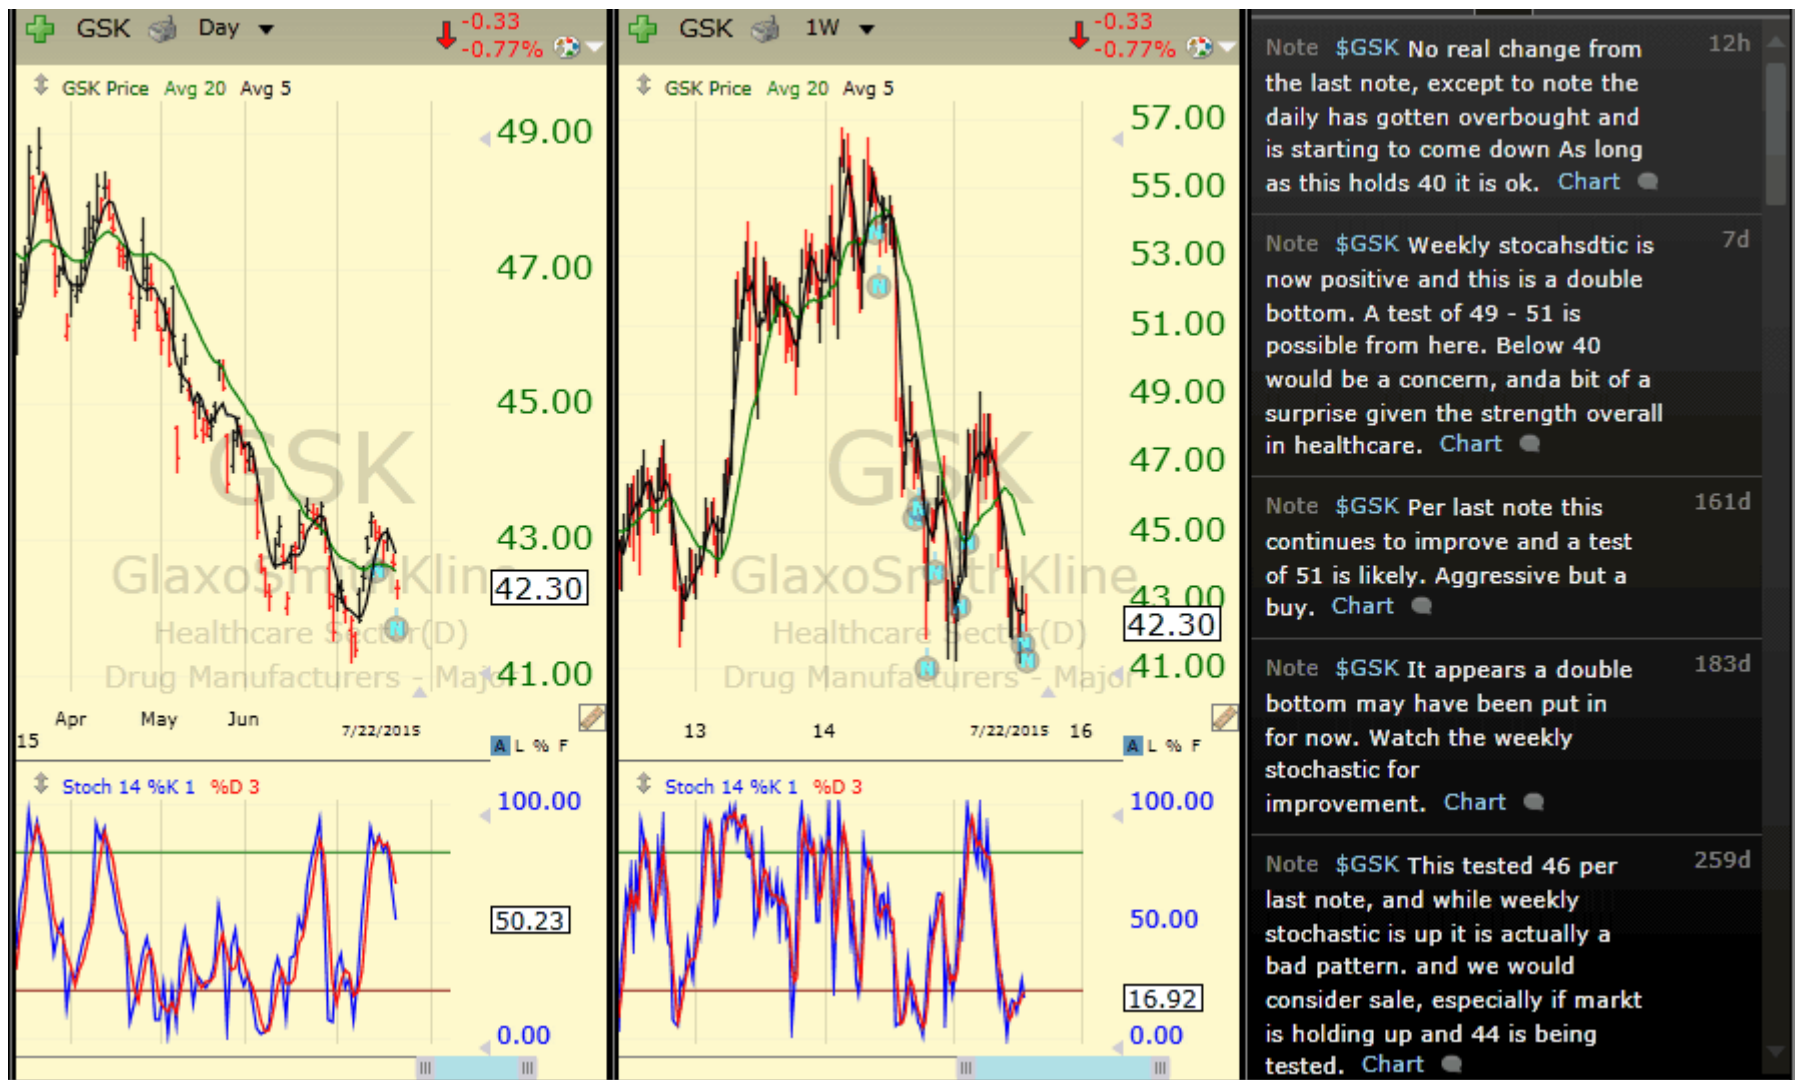 GSK Day -0.33
-0.77%
GSK Price Avg 20 Avg 5
49.00
47.00
45.00
GSK
43.00
GlaxoSmithKline
42.30
Healthcare Sector(D)
Drug Manufacturers - Major
41.00
Apr May Jun
15 7/22/2015
A L % F
Stoch 14 %K 1 %D 3
100.00
50.23
0.00
GSK 1W -0.33
-0.77%
GSK Price Avg 20 Avg 5
57.00
55.00
53.00
51.00
49.00
GSK
47.00
45.00
GlaxoSmithKline
43.00
42.30
Healthcare Sector(D)
Drug Manufacturers - Major
41.00
13 14 7/22/2015 16
A L % F
Stoch 14 %K 1 %D 3
100.00
50.00
16.92
0.00
Note $GSK No real change from 12h
the last note, except to note the
daily has gotten overbought and
is starting to come down As long
as this holds 40 it is ok. Chart
Note $GSK Weekly stocahsdtic is 7d
now positive and this is a double
bottom. A test of 49 - 51 is
possible from here. Below 40
would be a concern, anda bit of a
surprise given the strength overall
in healthcare. Chart
Note $GSK Per last note this 161d
continues to improve and a test
of 51 is likely. Aggressive but a
buy. Chart
Note $GSK It appears a double 183d
bottom may have been put in
for now. Watch the weekly
stochastic for
improvement. Chart
Note $GSK This tested 46 per 259d
last note, and while weekly
stochastic is up it is actually a
bad pattern. and we would
consider sale, especially if markt
is holding up and 44 is being
tested. Chart